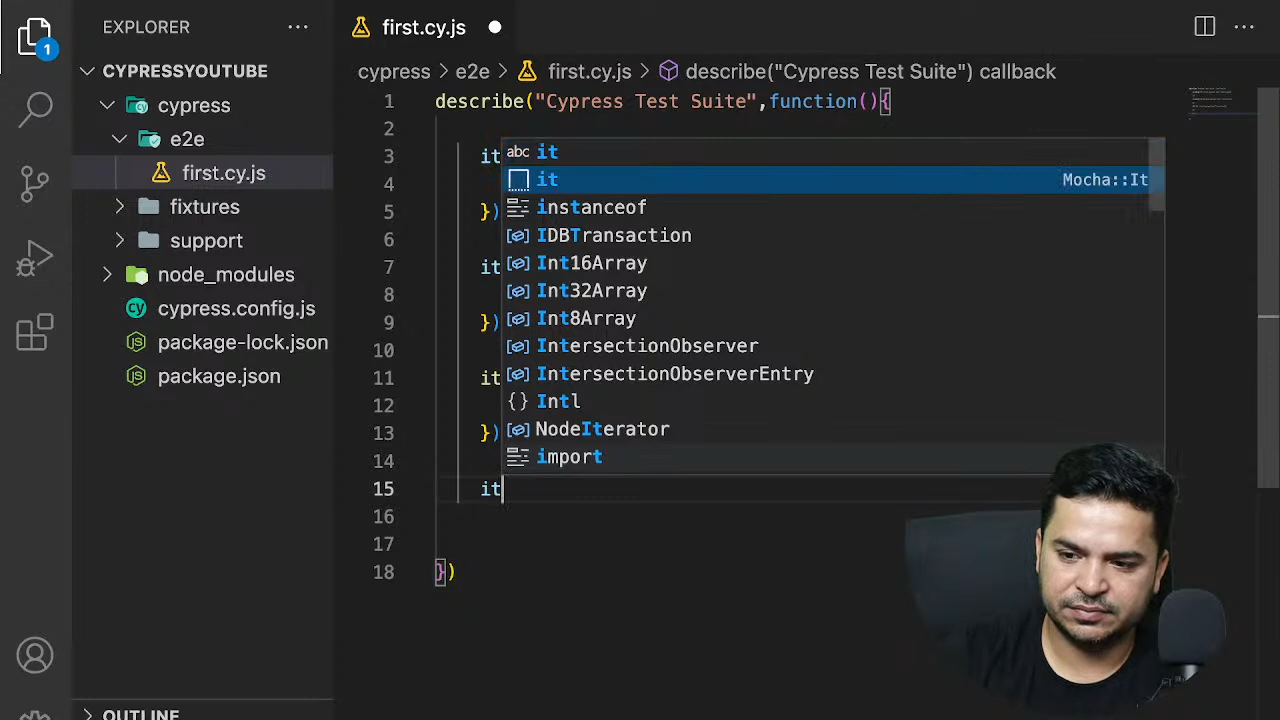 EXPLORER
first.cy.js
1
CYPRESSYOUTUBE
cypress
e2e
first.cy.js
fixtures
support
node_modules
cypress.config.js
package-lock.json
package.json
OUTLINE
cypress > e2e > first.cy.js > describe("Cypress Test Suite") callback
1 describe("Cypress Test Suite",function(){
2
3 it
4
5 })
6
7 it
8
9 })
10
11 it
12
13 })
14
15 it
16
17
18 })
abc it
it Mocha::It
instanceof
IDBTransaction
Int16Array
Int32Array
Int8Array
IntersectionObserver
IntersectionObserverEntry
{} Intl
NodeIterator
import